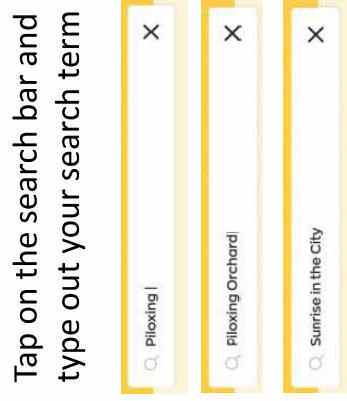 Tap on the search bar and
type out your search term
Piloxing
Piloxing Orchard
Sunrise in the City